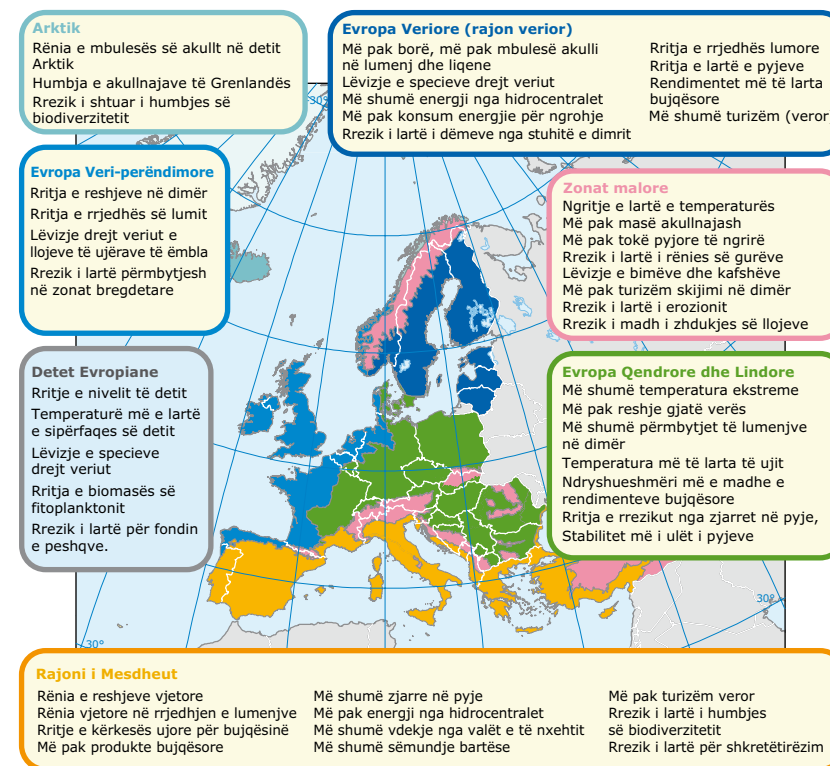 Arktik
Rënia e mbulesës së akullt në detit
Arktik
Humbja e akullnajave të Grenlandës
Rrezik i shtuar i humbjes së
biodiverzitetit
Evropa Veriore (rajon verior)
Më pak borë, më pak mbulesë akulli
në lumenj dhe liqene
Lëvizje e specieve drejt veriut
Më shumë energji nga hidrocentralet
Më pak konsum energjie për ngrohje
Rrezik i lartë i dëmeve nga stuhitë e dimrit
Rritja e rrjedhës lumore
Rritja e lartë e pyjeve
Rendimentet më të larta
bujqësore
Më shumë turizëm (veror)
30°
Evropa Veri-perëndimore
Rritja e reshjeve në dimër
Rritja e rrjedhës së lumit
Lëvizje drejt veriut e
llojeve të ujërave të ëmbla
Rrezik i lartë përmbytjesh
në zonat bregdetare
Zonat malore
Ngritje e lartë e temperaturës
Më pak masë akullnajash
Më pak tokë pyjore të ngrirë
Rrezik i lartë i rënies së gurëve
Lëvizje e bimëve dhe kafshëve
Më pak turizëm skijimi në dimër
Rrezik i lartë i erozionit
Rrezik i madh i zhdukjes së llojeve
Detet Evropiane
Rritje e nivelit të detit
Temperaturë më e lartë
e sipërfaqes së detit
Lëvizje e specieve
drejt veriut
Rritja e biomasës së
fitoplanktonit
Rrezik i lartë për fondin
e peshqve.
Evropa Qendrore dhe Lindore
Më shumë temperatura ekstreme
Më pak reshje gjatë verës
Më shumë përmbytjet të lumenjve
në dimër
Temperatura më të larta të ujit
Ndryshueshmëri më e madhe e
rendimenteve bujqësore
Rritja e rrezikut nga zjarret në pyje,
Stabilitet më i ulët i pyjeve
30°
30°
Rajoni i Mesdheut
Rënia e reshjeve vjetore
Rënia vjetore në rrjedhjen e lumenjve
Rritje e kërkesës ujore për bujqësinë
Më pak produkte bujqësore
Më shumë zjarre në pyje
Më pak energji nga hidrocentralet
Më shumë vdekje nga valët e të nxehtit
Më shumë sëmundje bartëse
Më pak turizëm veror
Rrezik i lartë i humbjes
së biodiverzitetit
Rrezik i lartë për shkretëtirëzim